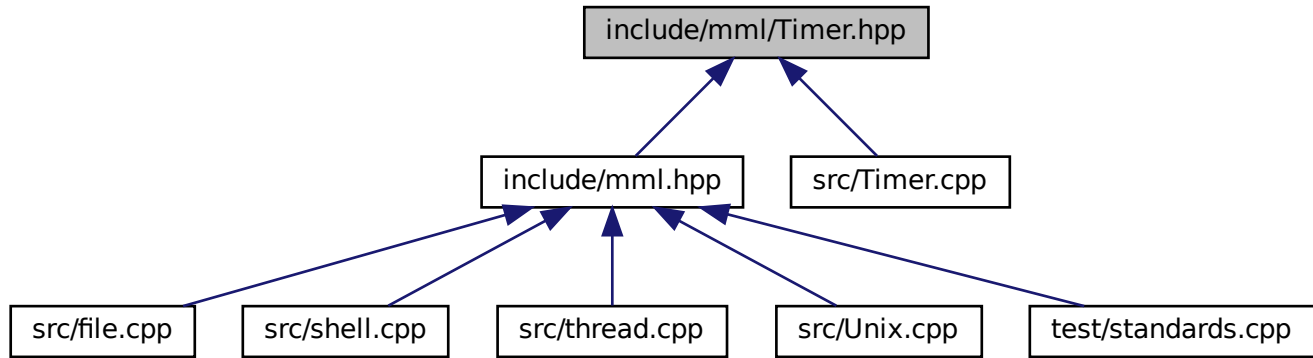 include/mml/Timer.hpp
include/mml.hpp
src/Timer.cpp
src/file.cpp
src/shell.cpp
src/thread.cpp
src/Unix.cpp
test/standards.cpp